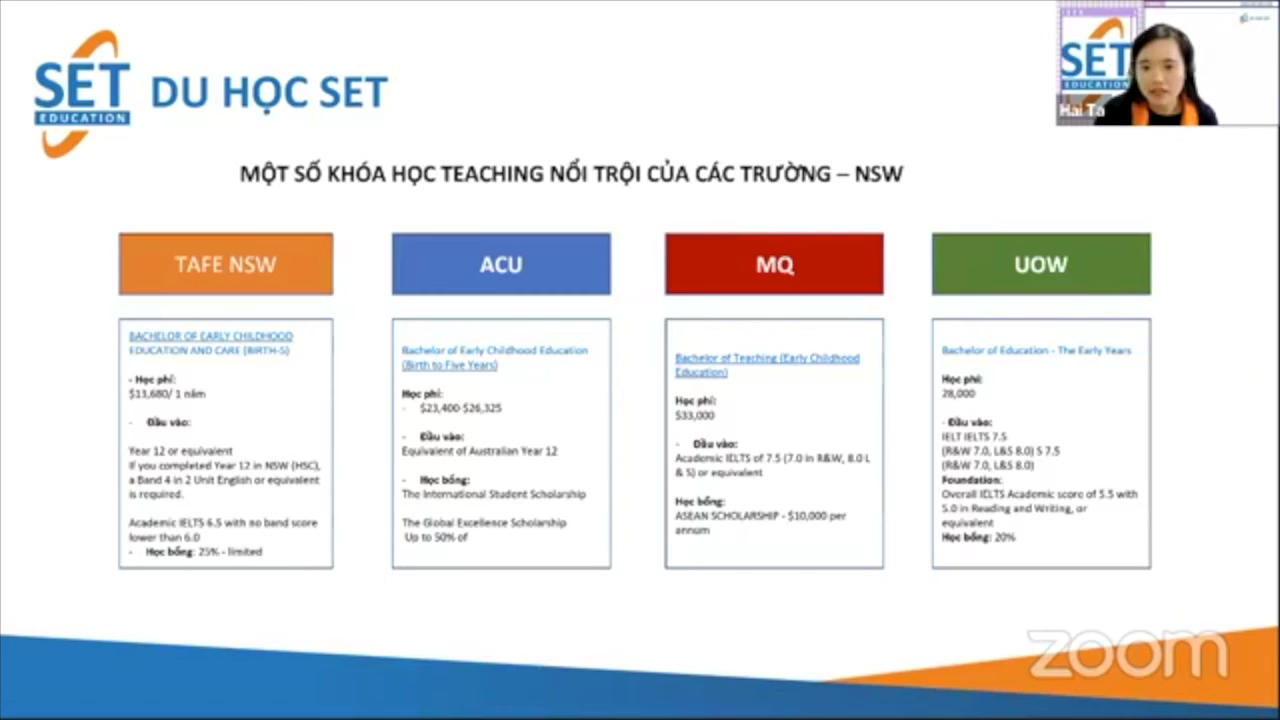 SET
EDUCATION
DU HỌC SET
SET
EDUCATION
Hai Ta
MỘT SỐ KHÓA HỌC TEACHING NỔI TRỘI CỦA CÁC TRƯỜNG – NSW
TAFE NSW
BACHELOR OF EARLY CHILDHOOD
EDUCATION AND CARE (BIRTH-5)
- Học phí:
$13,680/ 1 năm
- Đầu vào:
Year 12 or equivalent
If you completed Year 12 in NSW (HSC),
a Band 4 in 2 Unit English or equivalent
is required.
Academic IELTS 6.5 with no band score
lower than 6.0
- Học bổng: 25% - limited
ACU
Bachelor of Early Childhood Education
(Birth to Five Years)
Học phí:
- $23,400-$26,325
- Đầu vào:
Equivalent of Australian Year 12
- Học bổng:
The International Student Scholarship
The Global Excellence Scholarship
Up to 50% of
MQ
Bachelor of Teaching (Early Childhood
Education)
Học phí:
$33,000
- Đầu vào:
Academic IELTS of 7.5 (7.0 in R&W, 8.0 L
& S) or equivalent
Học bổng:
ASEAN SCHOLARSHIP - $10,000 per
annum
UOW
Bachelor of Education - The Early Years
Học phí:
28,000
- Đầu vào:
IELT IELTS 7.5
(R&W 7.0, L&S 8.0) S 7.5
(R&W 7.0, L&S 8.0)
Foundation:
Overall IELTS Academic score of 5.5 with
5.0 in Reading and Writing, or
equivalent
Học bổng: 20%
zoom